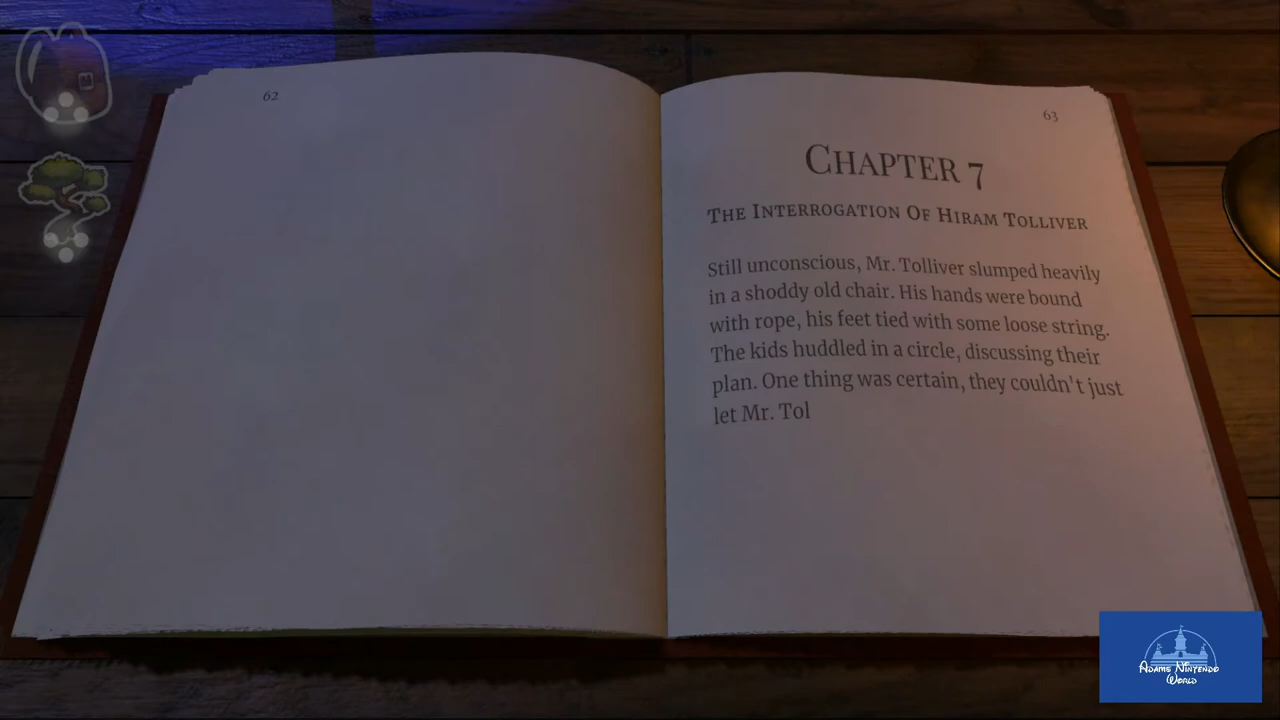 62
63
Chapter 7
The Interrogation Of Hiram Tolliver
Still unconscious, Mr. Tolliver slumped heavily
in a shoddy old chair. His hands were bound
with rope, his feet tied with some loose string.
The kids huddled in a circle, discussing their
plan. One thing was certain, they couldn't just
let Mr. Tol
Adams Nintendo
World